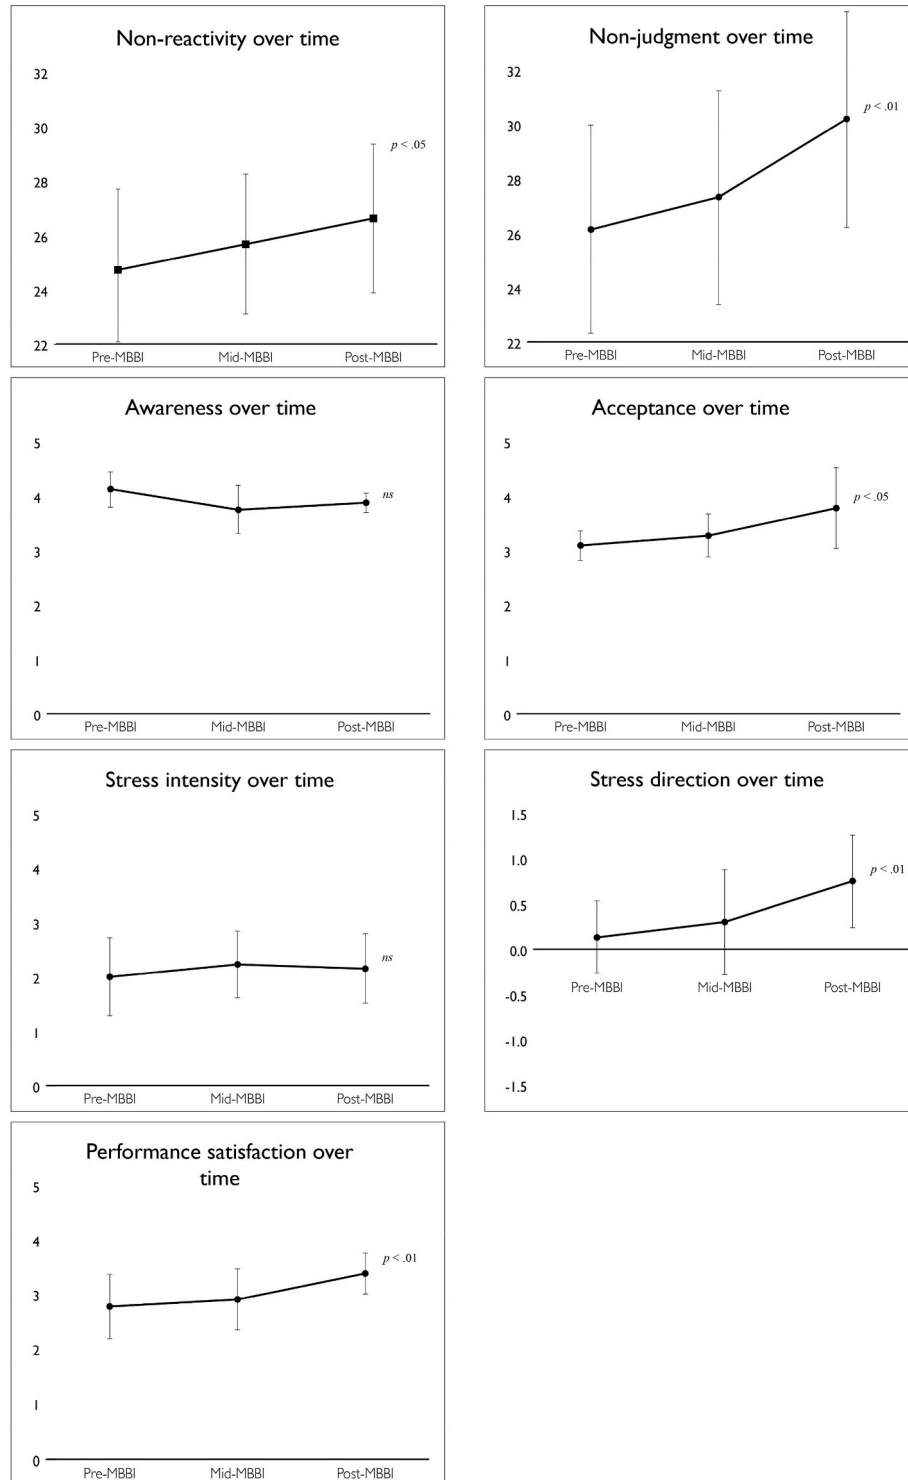 Non-reactivity over time
32
30
28
26
24
22
p < .05
Pre-MBBI Mid-MBBI Post-MBBI
Non-judgment over time
32
30
28
26
24
22
p < .01
Pre-MBBI Mid-MBBI Post-MBBI
Awareness over time
5
4
3
2
1
0
ns
Pre-MBBI Mid-MBBI Post-MBBI
Acceptance over time
5
4
3
2
1
0
p < .05
Pre-MBBI Mid-MBBI Post-MBBI
Stress intensity over time
5
4
3
2
1
0
ns
Pre-MBBI Mid-MBBI Post-MBBI
Stress direction over time
1.5
1.0
0.5
0.0
-0.5
-1.0
-1.5
p < .01
Pre-MBBI Mid-MBBI Post-MBBI
Performance satisfaction over
time
5
4
3
2
1
0
p < .01
Pre-MBBI Mid-MBBI Post-MBBI